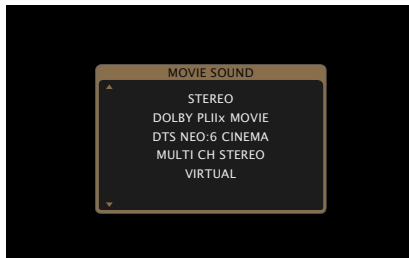 MOVIE SOUND
STEREO
DOLBY PLIIx MOVIE
DTS NEO:6 CINEMA
MULTI CH STEREO
VIRTUAL